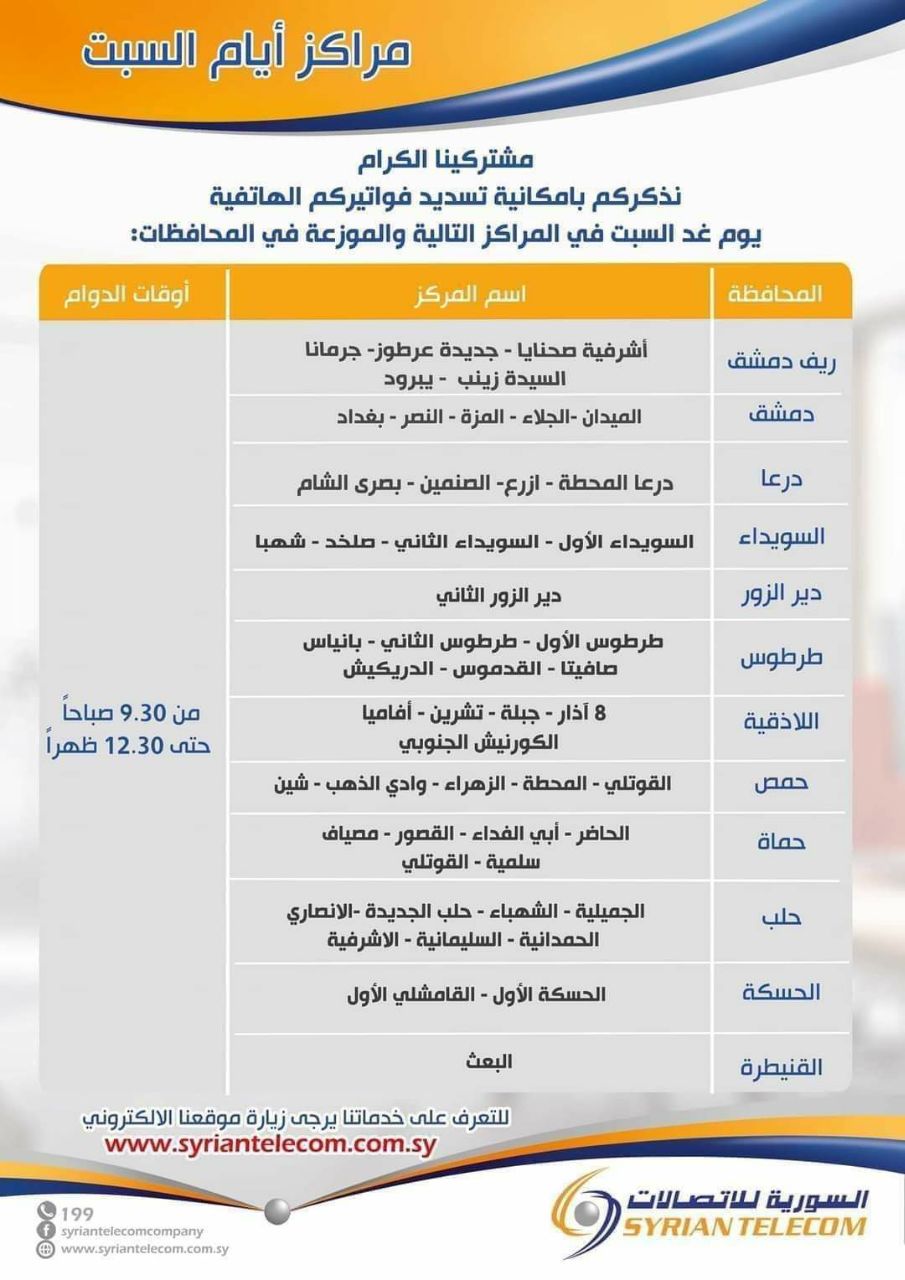 مراكز أيام السبت
مشتركينا الكرام
نذكركم بامكانية تسديد فواتيركم الهاتفية
يوم غد السبت في المراكز التالية والموزعة في المحافظات:
المحافظة اسم المركز أوقات الدوام
ريف دمشق
أشرفية صحنايا - جديدة عرطوز- جرمانا
السيدة زينب - يبرود
دمشق
الميدان -الجلاء - المزة - النصر - بغداد
درعا
درعا المحطة - ازرع- الصنمين - بصرى الشام
السويداء
السويداء الأول - السويداء الثاني - صلخد - شهبا
دير الزور
دير الزور الثاني
طرطوس
طرطوس الأول - طرطوس الثاني - بانياس
صافيتا - القدموس - الدريكيش
اللاذقية
8 آذار - جبلة - تشرين - أفاميا
الكورنيش الجنوبي
حمص
القوتلي - المحطة - الزهراء - وادي الذهب - شين
حماة
الحاضر - أبي الفداء - القصور - مصياف
سلمية - القوتلي
حلب
الجميلية - الشهباء - حلب الجديدة -الانصاري
الحمدانية - السليمانية - الاشرفية
الحسكة
الحسكة الأول - القامشلي الأول
القنيطرة
البعث
من 9.30 صباحاً
حتى 12.30 ظهراً
للتعرف على خدماتنا يرجى زيارة موقعنا الالكتروني
www.syriantelecom.com.sy
السورية للاتصالات
SYRIAN TELECOM
199
syriantelecomcompany
www.syriantelecom.com.sy